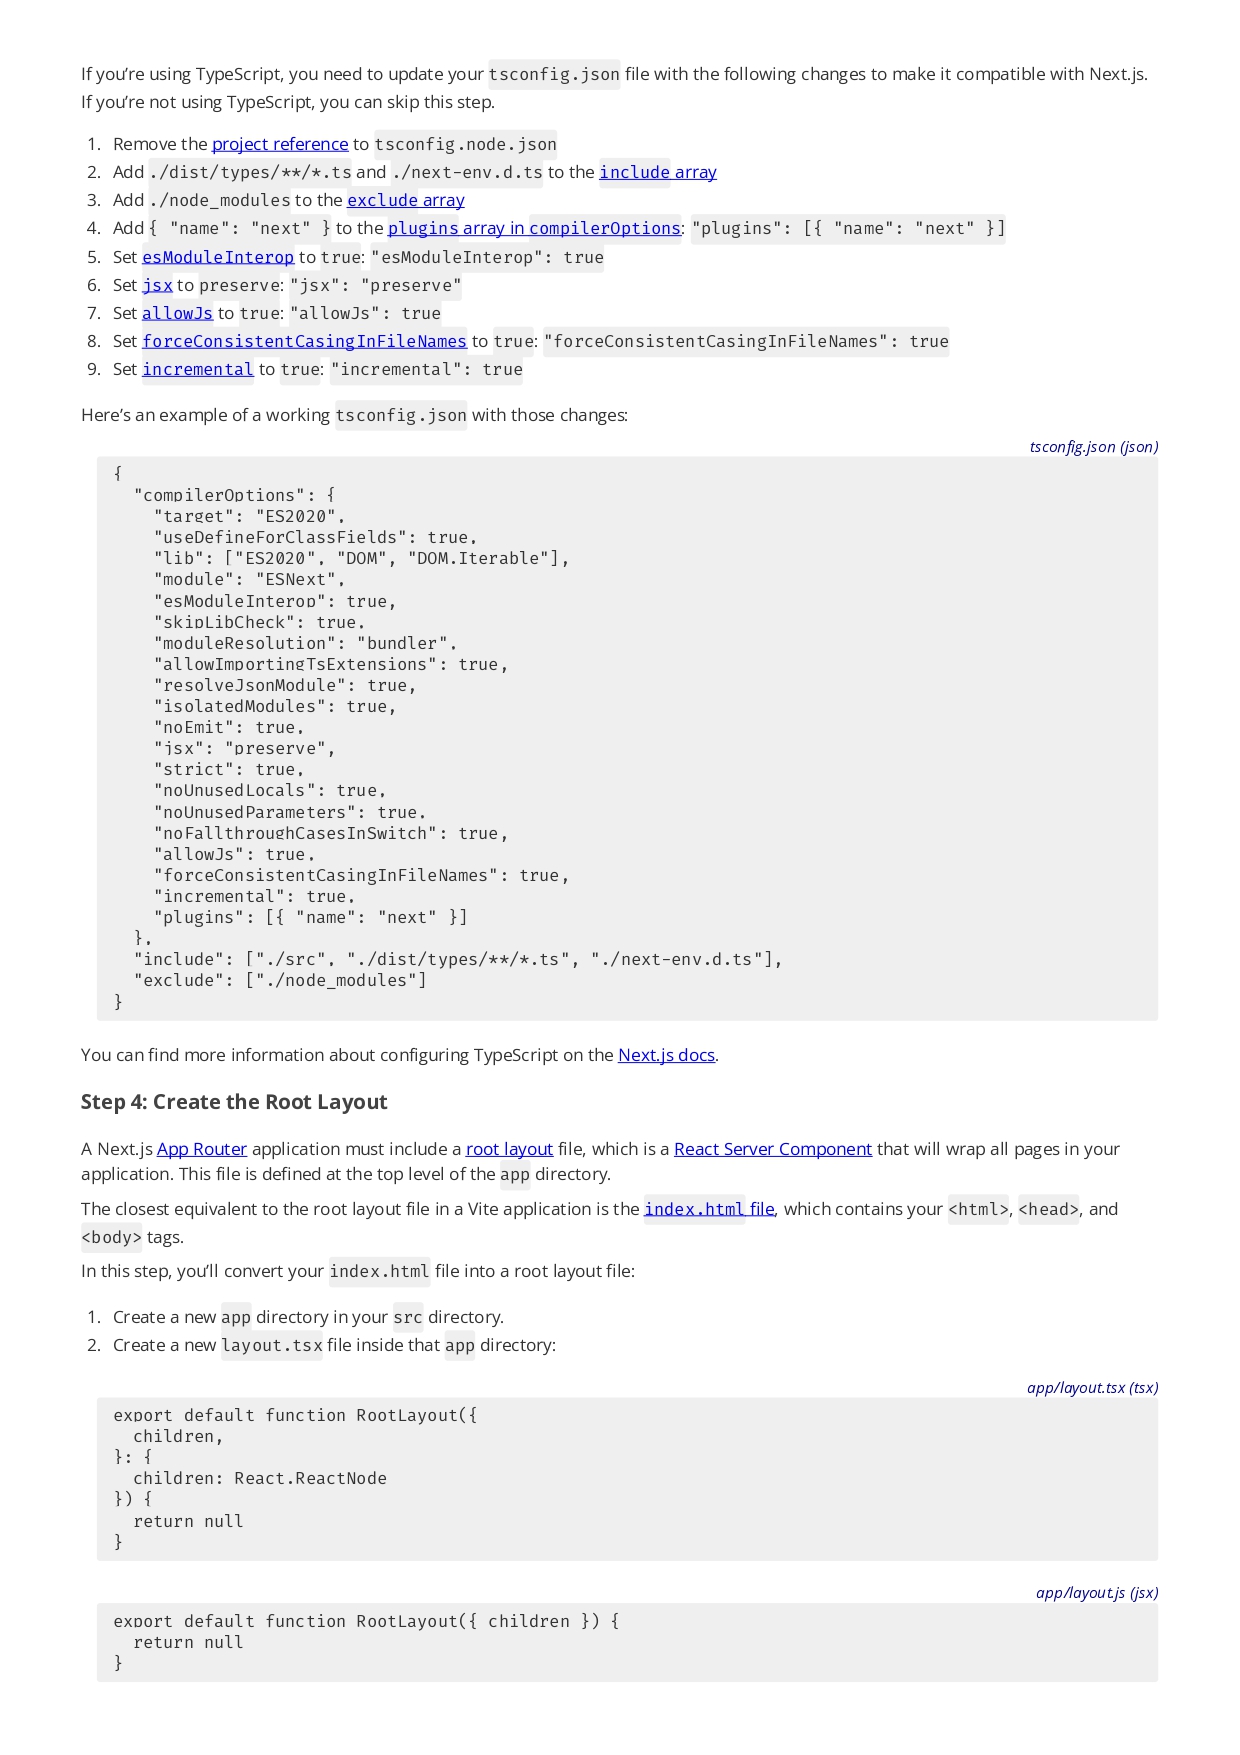 If you’re using TypeScript, you need to update your tsconfig.json file with the following changes to make it compatible with Next.js.
If you’re not using TypeScript, you can skip this step.
1. Remove the project reference to tsconfig.node.json
2. Add ./dist/types/**/*.ts and ./next-env.d.ts to the include array
3. Add ./node_modules to the exclude array
4. Add { "name": "next" } to the plugins array in compilerOptions: "plugins": [{ "name": "next" }]
5. Set esModuleInterop to true: "esModuleInterop": true
6. Set jsx to preserve: "jsx": "preserve"
7. Set allowJs to true: "allowJs": true
8. Set forceConsistentCasingInFileNames to true: "forceConsistentCasingInFileNames": true
9. Set incremental to true: "incremental": true
Here’s an example of a working tsconfig.json with those changes:
tsconfig.json (json)
{
  "compilerOptions": {
    "target": "ES2020",
    "useDefineForClassFields": true,
    "lib": ["ES2020", "DOM", "DOM.Iterable"],
    "module": "ESNext",
    "esModuleInterop": true,
    "skipLibCheck": true,
    "moduleResolution": "bundler",
    "allowImportingTsExtensions": true,
    "resolveJsonModule": true,
    "isolatedModules": true,
    "noEmit": true,
    "jsx": "preserve",
    "strict": true,
    "noUnusedLocals": true,
    "noUnusedParameters": true,
    "noFallthroughCasesInSwitch": true,
    "allowJs": true,
    "forceConsistentCasingInFileNames": true,
    "incremental": true,
    "plugins": [{ "name": "next" }]
  },
  "include": ["./src", "./dist/types/**/*.ts", "./next-env.d.ts"],
  "exclude": ["./node_modules"]
}
You can find more information about configuring TypeScript on the Next.js docs.
Step 4: Create the Root Layout
A Next.js App Router application must include a root layout file, which is a React Server Component that will wrap all pages in your
application. This file is defined at the top level of the app directory.
The closest equivalent to the root layout file in a Vite application is the index.html file, which contains your <html>, <head>, and
<body> tags.
In this step, you’ll convert your index.html file into a root layout file:
1. Create a new app directory in your src directory.
2. Create a new layout.tsx file inside that app directory:
app/layout.tsx (tsx)
export default function RootLayout({
  children,
}: {
  children: React.ReactNode
}) {
  return null
}
app/layout.js (jsx)
export default function RootLayout({ children }) {
  return null
}